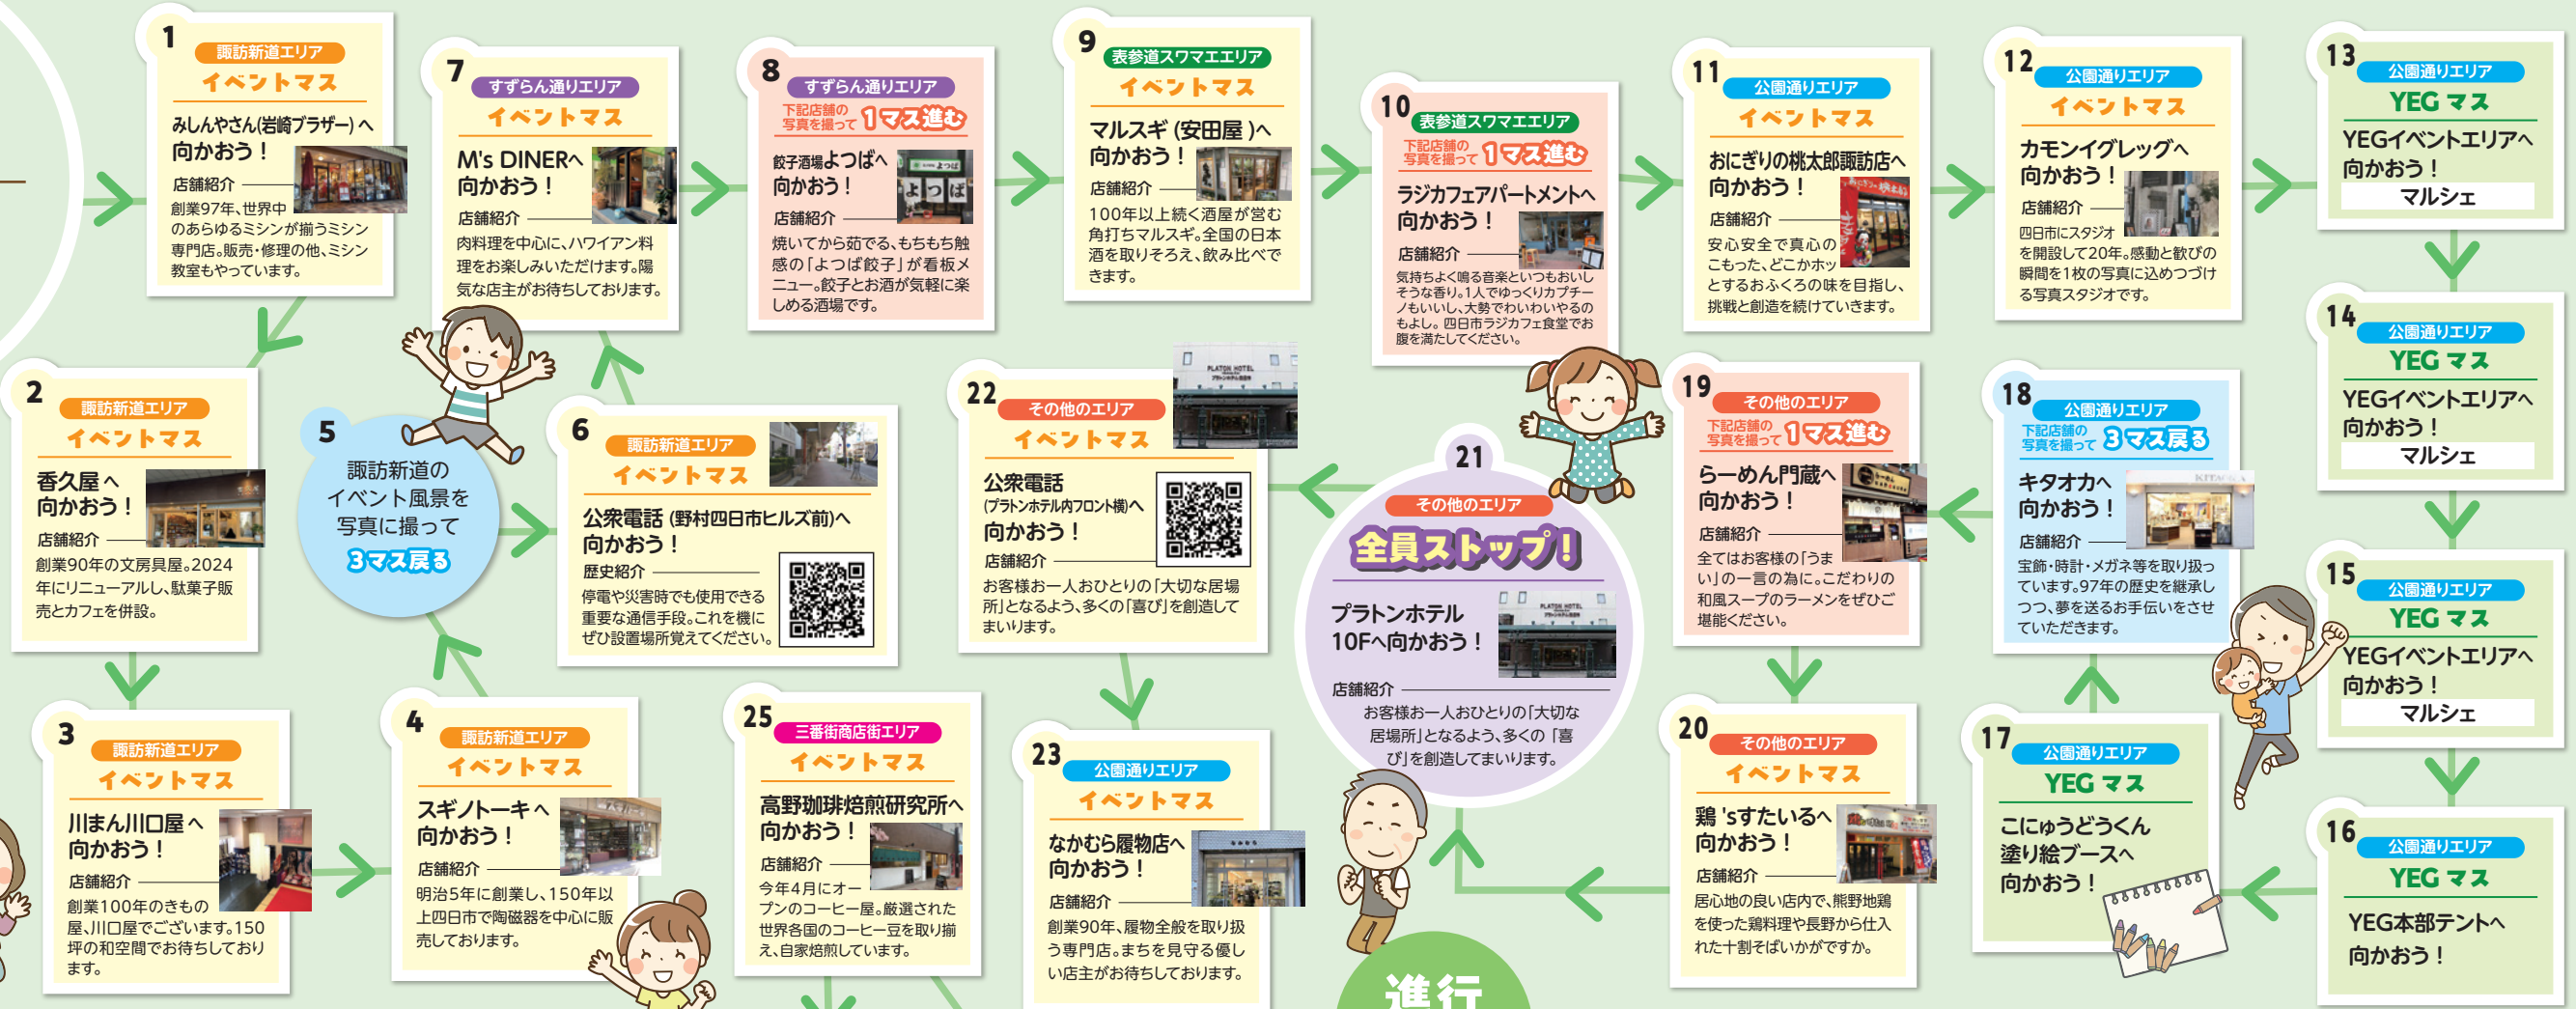 1
諏訪新道エリア
イベントマス
みしんやさん(岩崎ブラザー)へ
向かおう！
店舗紹介
創業97年、世界中
のあらゆるミシンが揃うミシン
専門店。販売・修理の他、ミシン
教室もやっています。
2
諏訪新道エリア
イベントマス
香久屋へ
向かおう！
店舗紹介
創業90年の文房具屋。2024
年にリニューアルし、駄菓子販
売とカフェを併設。
3
諏訪新道エリア
イベントマス
川まん川口屋へ
向かおう！
店舗紹介
創業100年のきもの
屋、川口屋でございます。150
坪の和空間でお待ちしており
ます。
4
諏訪新道エリア
イベントマス
スギノトーキへ
向かおう！
店舗紹介
明治5年に創業し、150年以
上四日市で陶磁器を中心に販
売しております。
5
諏訪新道の
イベント風景を
写真に撮って
3マス戻る
6
諏訪新道エリア
イベントマス
公衆電話 (野村四日市ヒルズ前)へ
向かおう！
歴史紹介
停電や災害時でも使用できる
重要な通信手段。これを機に
ぜひ設置場所覚えてください。
7
すずらん通りエリア
イベントマス
M's DINERへ
向かおう！
店舗紹介
肉料理を中心に、ハワイアン料
理をお楽しみいただけます。陽
気な店主がお待ちしております。
8
すずらん通りエリア
下記店舗の
写真を撮って 1マス進む
餃子酒場よつばへ
向かおう！
よつば
店舗紹介
焼いてから茹でる、もちもち触
感の「よつば餃子」が看板メ
ニュー。餃子とお酒が気軽に楽
しめる酒場です。
9
表参道スワマエエリア
イベントマス
マルスギ (安田屋 )へ
向かおう！
店舗紹介
100年以上続く酒屋が営む
角打ちマルスギ。全国の日本
酒を取りそろえ、飲み比べで
きます。
10
表参道スワマエエリア
下記店舗の
写真を撮って 1マス進む
ラジカフェアパートメントへ
向かおう！
店舗紹介
気持ちよく鳴る音楽といつもおいし
そうな香り。1人でゆっくりカプチー
ノもいいし、大勢でわいわいやるの
もよし。四日市ラジカフェ食堂でお
腹を満たしてください。
11
公園通りエリア
イベントマス
おにぎりの桃太郎諏訪店へ
向かおう！
店舗紹介
安心安全で真心の
こもった、どこかホッ
とするおふくろの味を目指し、
挑戦と創造を続けていきます。
12
公園通りエリア
イベントマス
カモンイグレッグへ
向かおう！
店舗紹介
四日市にスタジオ
を開設して20年。感動と歓びの
瞬間を1枚の写真に込めつづけ
る写真スタジオです。
13
公園通りエリア
YEG マス
YEGイベントエリアへ
向かおう！
マルシェ
14
公園通りエリア
YEG マス
YEGイベントエリアへ
向かおう！
マルシェ
15
公園通りエリア
YEG マス
YEGイベントエリアへ
向かおう！
マルシェ
16
公園通りエリア
YEG マス
YEG本部テントへ
向かおう！
17
公園通りエリア
YEG マス
こにゅうどうくん
塗り絵ブースへ
向かおう！
18
公園通りエリア
下記店舗の
写真を撮って 3マス戻る
キタオカへ
向かおう！
KITAOKA
店舗紹介
宝飾・時計・メガネ等を取り扱っ
ています。97年の歴史を継承し
つつ、夢を送るお手伝いをさせ
ていただきます。
19
その他のエリア
下記店舗の
写真を撮って 1マス進む
らーめん門蔵へ
向かおう！
店舗紹介
全てはお客様の「うま
い」の一言の為に。こだわりの
和風スープのラーメンをぜひご
堪能ください。
20
その他のエリア
イベントマス
鶏 'sすたいるへ
向かおう！
店舗紹介
居心地の良い店内で、熊野地鶏
を使った鶏料理や長野から仕入
れた十割そばいかがですか。
21
その他のエリア
全員ストップ！
プラトンホテル
10Fへ向かおう！
PLATON HOTEL
店舗紹介
お客様お一人おひとりの「大切な
居場所」となるよう、多くの 「喜
び」を創造してまいります。
22
その他のエリア
イベントマス
PLATON HOTEL
プラトンホテル四日市
公衆電話
(プラトンホテル内フロント横)へ
向かおう！
店舗紹介
お客様お一人おひとりの「大切な居場
所」となるよう、多くの「喜び」を創造して
まいります。
23
公園通りエリア
イベントマス
なかむら履物店へ
向かおう！
なかむら
店舗紹介
創業90年、履物全般を取り扱
う専門店。まちを見守る優し
い店主がお待ちしております。
25
三番街商店街エリア
イベントマス
高野珈琲焙煎研究所へ
向かおう！
店舗紹介
今年4月にオー
プンのコーヒー屋。厳選された
世界各国のコーヒー豆を取り揃
え、自家焙煎しています。
進行